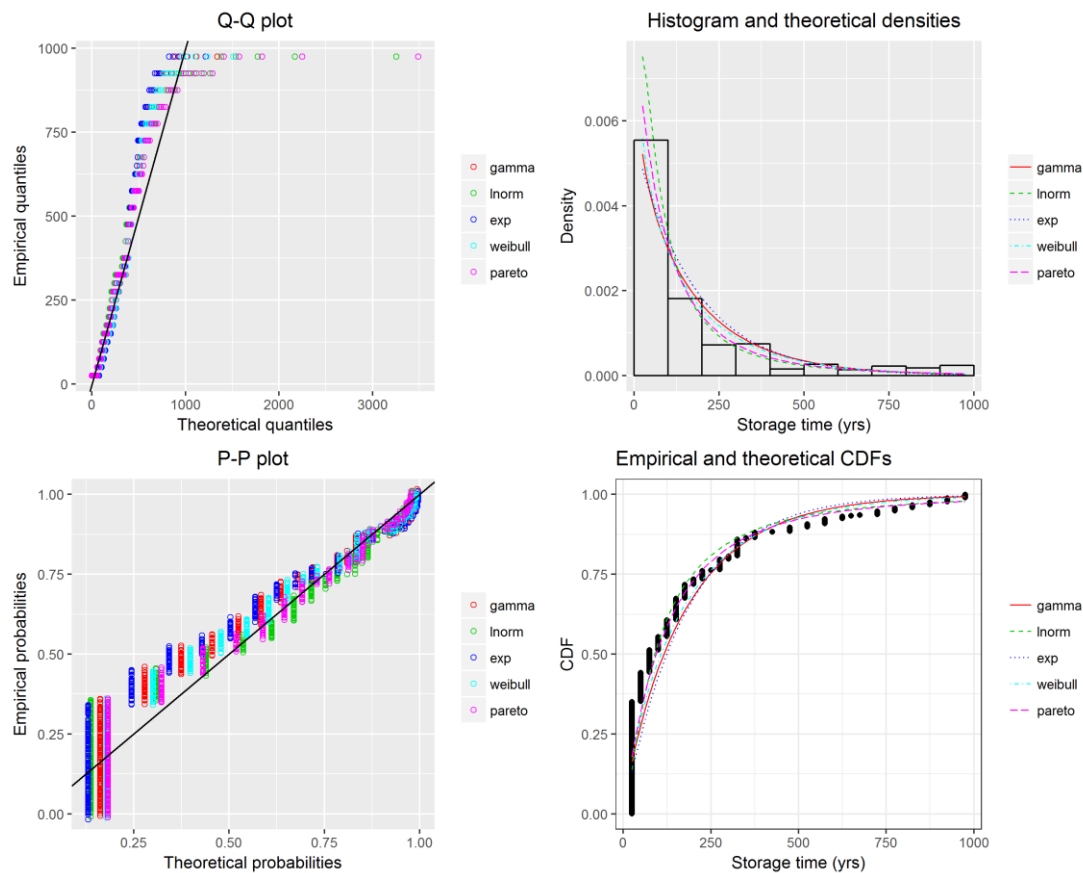 Q-Q plot
Empirical quantiles
1000
750
500
250
0
0
1000
2000
3000
Theoretical quantiles
gamma
lnorm
exp
weibull
pareto
Histogram and theoretical densities
Density
0.006
0.004
0.002
0.000
0
250
500
750
1000
Storage time (yrs)
gamma
lnorm
exp
weibull
pareto
P-P plot
Empirical probabilities
1.00
0.75
0.50
0.25
0.00
0.25
0.50
0.75
1.00
Theoretical probabilities
gamma
lnorm
exp
weibull
pareto
Empirical and theoretical CDFs
CDF
1.00
0.75
0.50
0.25
0.00
0
250
500
750
1000
Storage time (yrs)
gamma
lnorm
exp
weibull
pareto